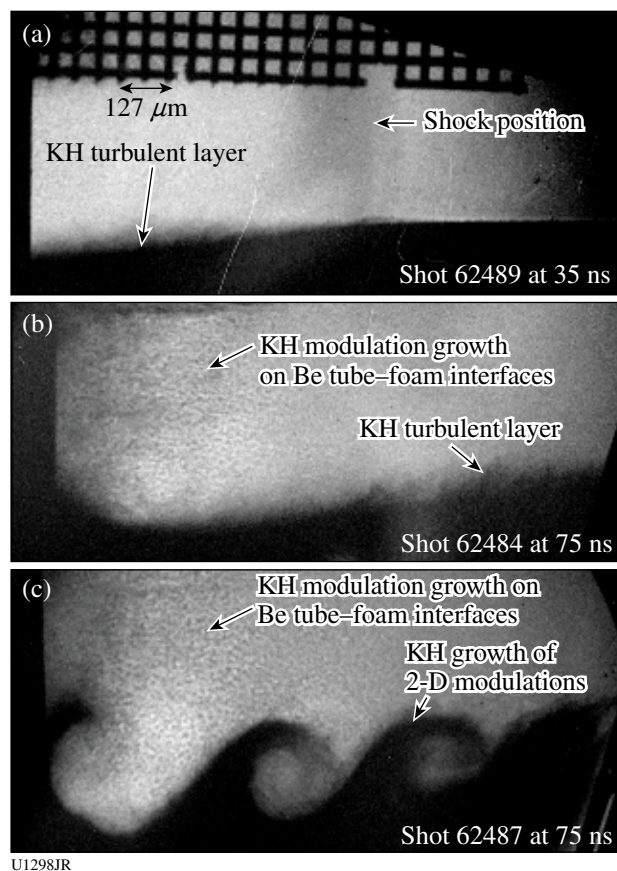 (a)
127 μm
Shock position
KH turbulent layer
Shot 62489 at 35 ns
(b)
KH modulation growth
on Be tube–foam interfaces
KH turbulent layer
Shot 62484 at 75 ns
(c)
KH modulation growth on
Be tube–foam interfaces
KH growth of
2-D modulations
Shot 62487 at 75 ns
U1298JR